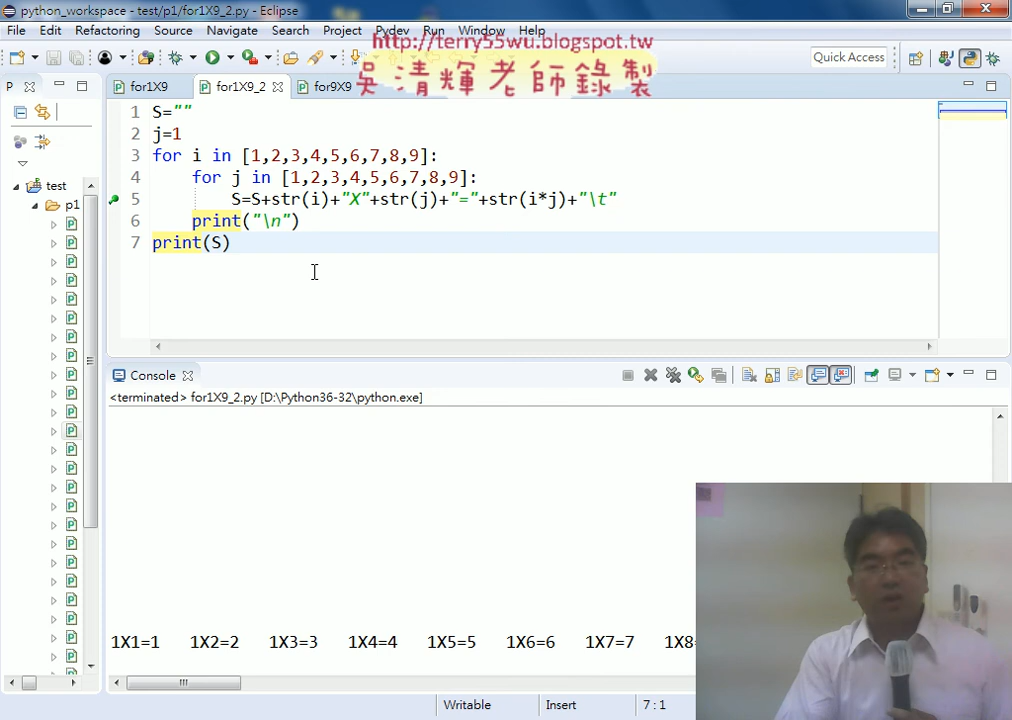 python_workspace - test/p1/for1X9_2.py - Eclipse
File Edit Refactoring Source Navigate Search Project Pydev Run Window Help
http://terry55wu.blogspot.tw
吳清輝老師錄製
Quick Access
P
for1X9
for1X9_2
for9X9
test
p1
1 S=""
2 j=1
3 for i in [1,2,3,4,5,6,7,8,9]:
4 for j in [1,2,3,4,5,6,7,8,9]:
5 S=S+str(i)+"X"+str(j)+"="+str(i*j)+"\t"
6 print("\n")
7 print(S)
Console
<terminated> for1X9_2.py [D:\Python36-32\python.exe]
1X1=1 1X2=2 1X3=3 1X4=4 1X5=5 1X6=6 1X7=7 1X8=
Writable Insert 7 : 1